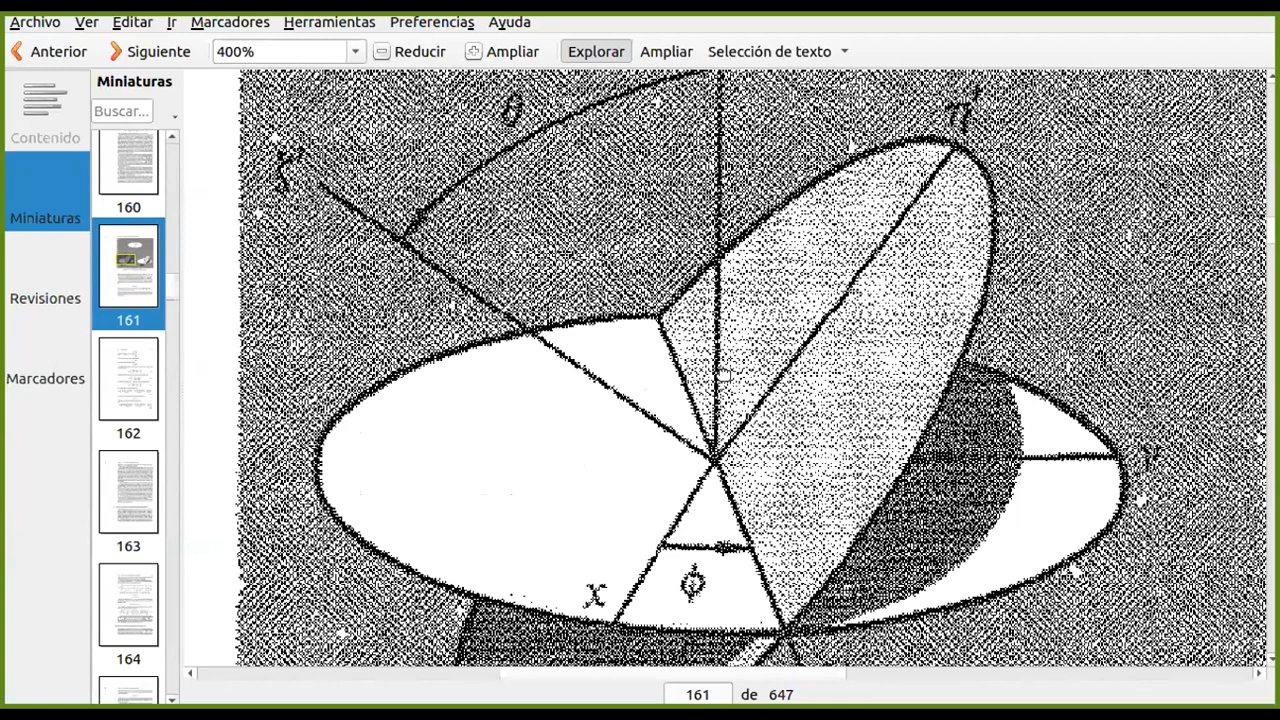 Archivo Ver Editar Ir Marcadores Herramientas Preferencias Ayuda
Anterior Siguiente 400% Reducir Ampliar Explorar Ampliar Selección de texto
Contenido
Miniaturas
Revisiones
Marcadores
Miniaturas
Buscar...
160
161
162
163
164
θ
η'
x
ϕ
161 de 647